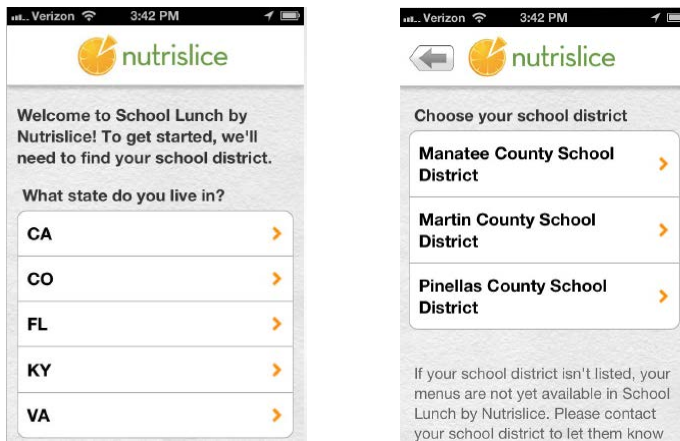 Verizon 3:42 PM
nutrislice
Welcome to School Lunch by
Nutrislice! To get started, we'll
need to find your school district.
What state do you live in?
CA
CO
FL
KY
VA
Verizon 3:42 PM
nutrislice
Choose your school district
Manatee County School
District
Martin County School
District
Pinellas County School
District
If your school district isn't listed, your
menus are not yet available in School
Lunch by Nutrislice. Please contact
your school district to let them know